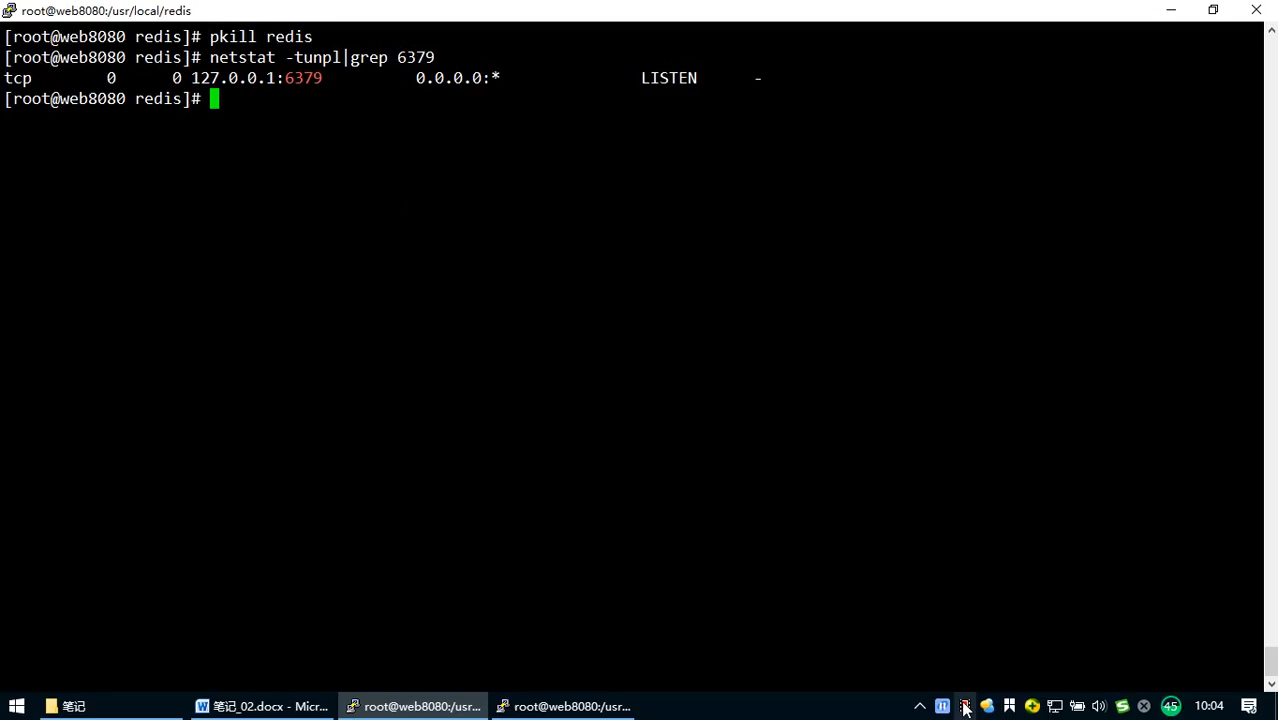 root@web8080:/usr/local/redis
[root@web8080 redis]# pkill redis
[root@web8080 redis]# netstat -tunpl|grep 6379
tcp        0      0 127.0.0.1:6379          0.0.0.0:*               LISTEN      -
[root@web8080 redis]#
笔记 笔记_02.docx - Micr... root@web8080:/usr... root@web8080:/usr... 45 10:04